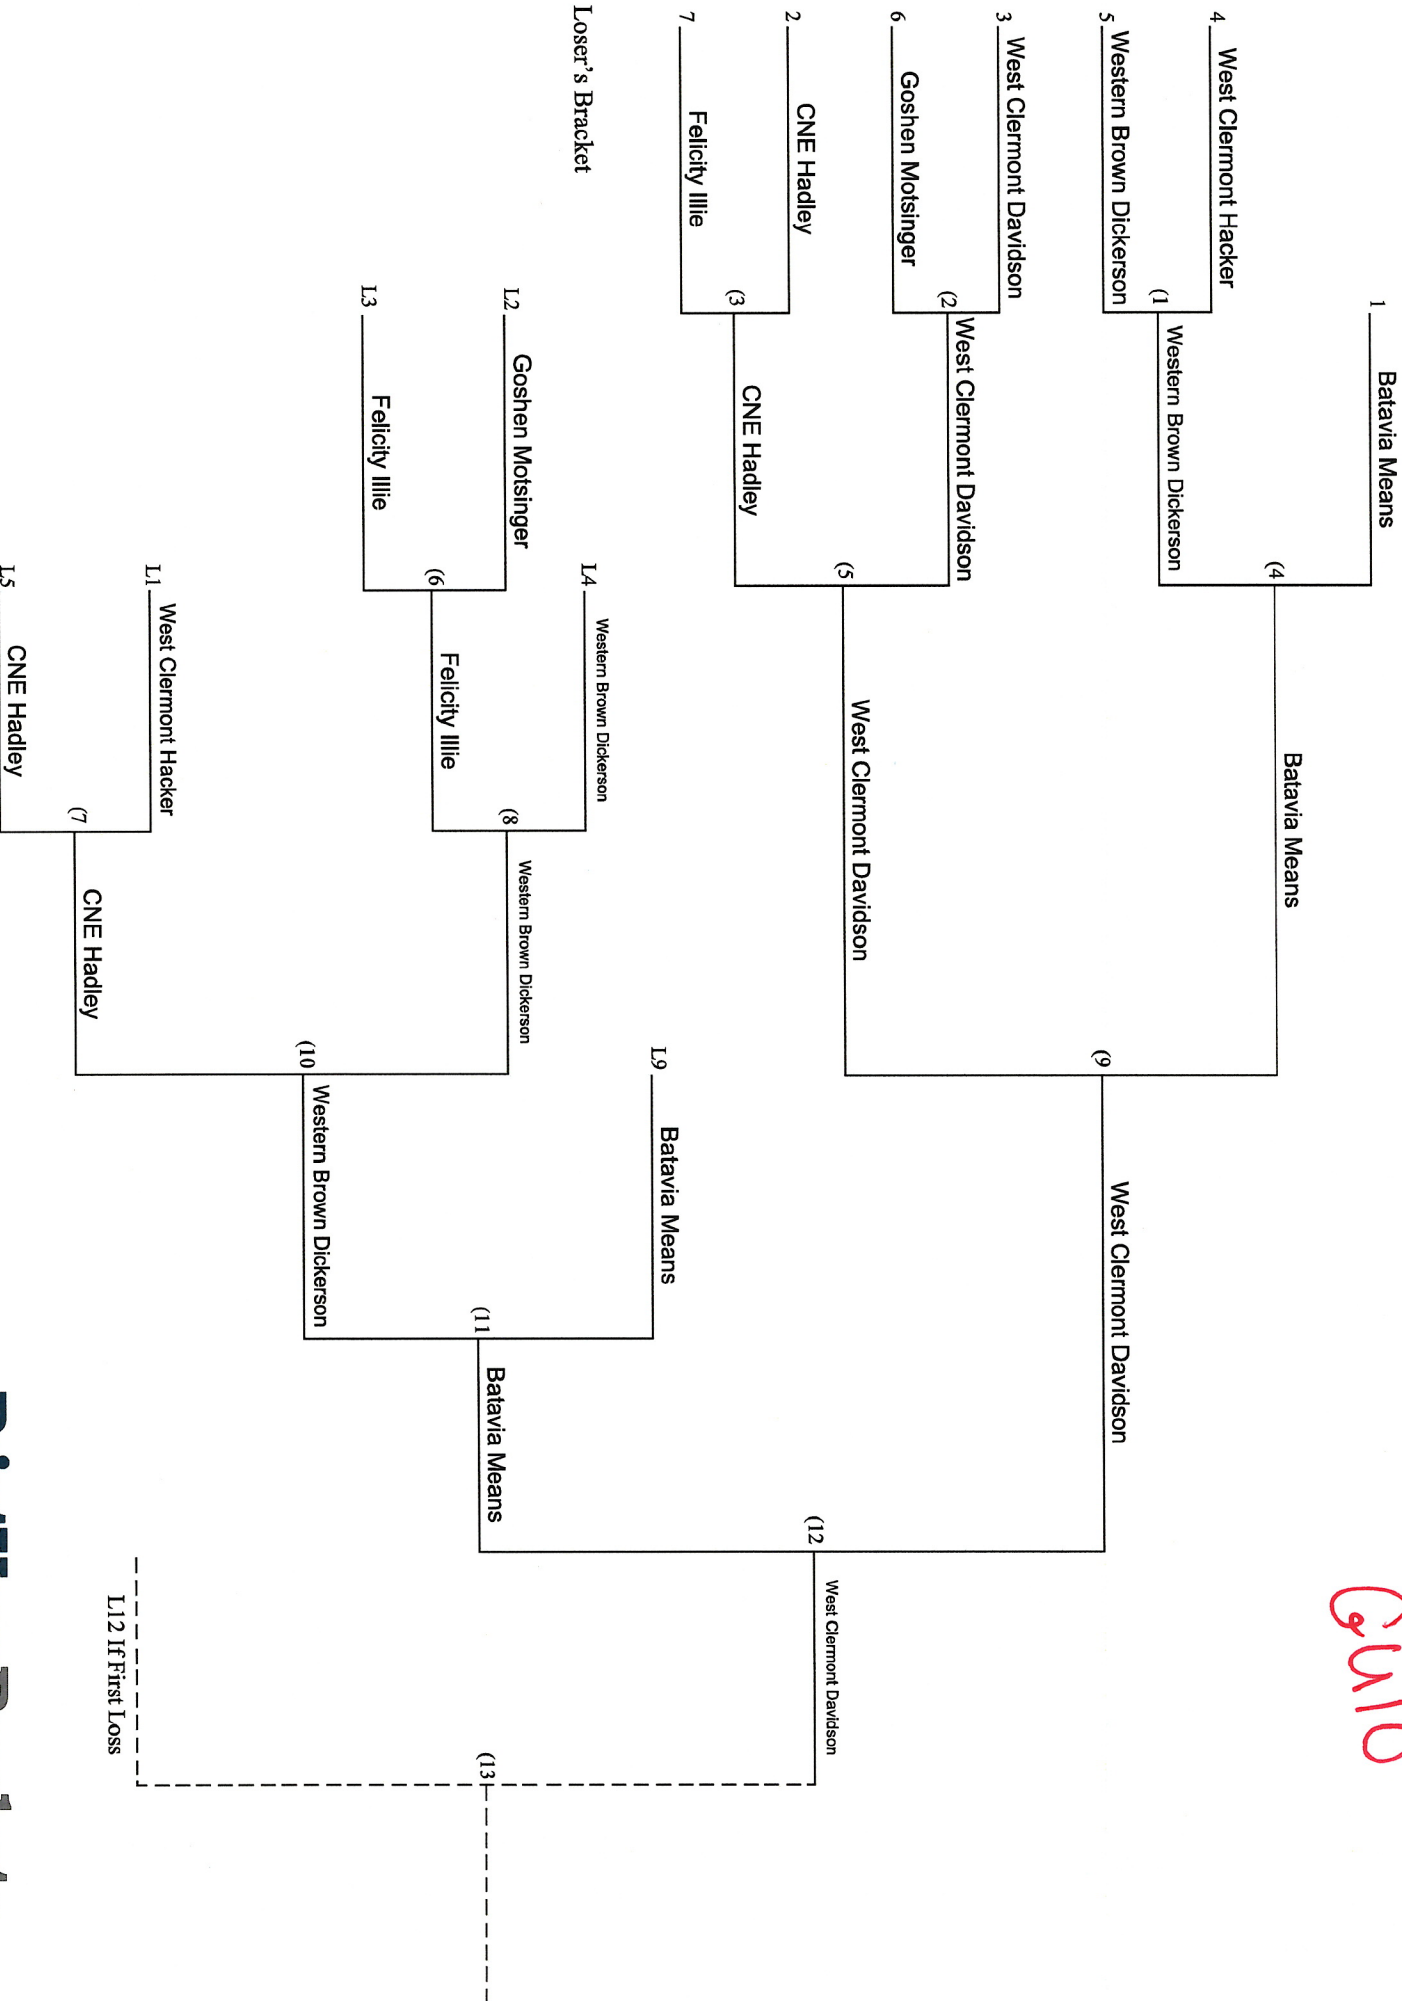 GU10
1 Batavia Means
4 West Clermont Hacker
(1 Western Brown Dickerson
5 Western Brown Dickerson
(4 Batavia Means
3 West Clermont Davidson
(2 West Clermont Davidson
6 Goshen Motsinger
(9 West Clermont Davidson
2 CNE Hadley
(3 CNE Hadley
7 Felicity Illie
(5 West Clermont Davidson
(12 West Clermont Davidson
Loser's Bracket
L9 Batavia Means
L4 Western Brown Dickerson
L2 Goshen Motsinger
(6 Felicity Illie
L3 Felicity Illie
(8 Western Brown Dickerson
(11 Batavia Means
(10 Western Brown Dickerson
L1 West Clermont Hacker
(7 CNE Hadley
L5 CNE Hadley
(13
L12 If First Loss